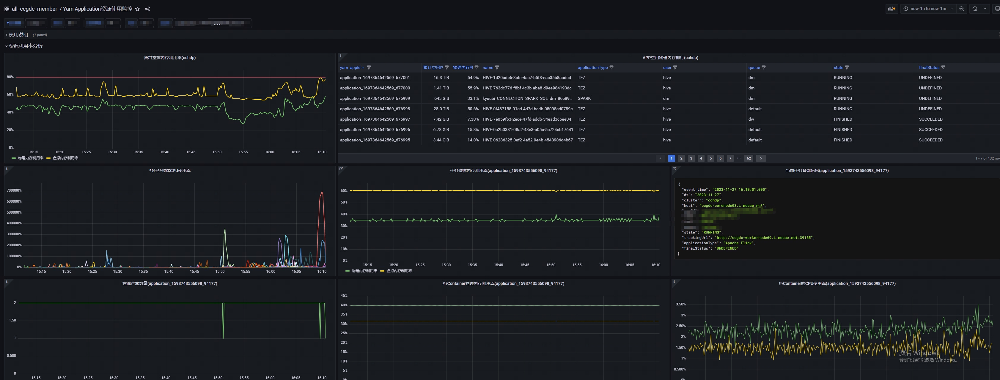 all_ccgdc_member / Yarn Application资源使用监控
now-1h to now-1m
Y
使用说明 (1 panel)
资源利用率分析
集群整体内存利用率(cchdp)
80%
60%
40%
20%
0%
15:15 15:20 15:25 15:30 15:35 15:40 15:45 15:50 15:55 16:00 16:05 16:10
物理内存利用率 虚拟内存利用率
APP空闲物理内存排行(cchdp)
yarn_appid 累计空闲内 物理内存利 name applicationType user queue state finalStatus
application_1697364642569_677001 16.3 TiB 54.9% HIVE-1d20ade6-8cfe-4ac7-b5f8-eac35b8aadcd TEZ hive dm RUNNING UNDEFINED
application_1697364642569_677000 1.41 TiB 55.9% HIVE-763dc776-f8bf-4c3b-aba8-d9ee984193dc TEZ hive dm RUNNING UNDEFINED
application_1697364642569_676999 645 GiB 33.1% kyuubi_CONNECTION_SPARK_SQL_dm_86e89... SPARK dm dm RUNNING UNDEFINED
application_1697364642569_676998 28.0 TiB 50.6% HIVE-0f487155-01cd-4d7d-bedb-05095cd0789c TEZ hive default RUNNING UNDEFINED
application_1697364642569_676997 7.42 GiB 7.30% HIVE-7e059f63-2ece-47fd-addb-34ead3c6ee04 TEZ hive dw FINISHED SUCCEEDED
application_1697364642569_676996 6.78 GiB 15.3% HIVE-0a2b0381-08a2-43e3-b05c-5c724cb17641 TEZ hive default FINISHED SUCCEEDED
application_1697364642569_676995 3.44 GiB 14.0% HIVE-06286325-0ef2-4a52-9e4b-4543906d4b67 TEZ hive default FINISHED SUCCEEDED
‹ 1 2 3 4 5 6 7 ... 62 ›
1 - 7 of 432 row
各任务整体CPU使用率
700000%
600000%
500000%
400000%
300000%
200000%
100000%
0%
15:15 15:20 15:25 15:30 15:35 15:40 15:45 15:50 15:55 16:00 16:05 16:10
任务整体内存利用率(application_1593743556098_94177)
60%
50%
40%
30%
20%
10%
0%
15:15 15:20 15:25 15:30 15:35 15:40 15:45 15:50 15:55 16:00 16:05 16:10
物理内存利用率 虚拟内存利用率
当前任务基础信息(application_1593743556098_94177)
{
"event_time": "2023-11-27 16:10:01.000",
"dt": "2023-11-27",
"cluster": "cchdp",
"host": "ccgdc-corenode03.i.nease.net",
"state": "RUNNING",
"trackingUrl": "http://ccgdc-workernode69.i.nease.net:39155",
"applicationType": "Apache Flink",
"finalStatus": "UNDEFINED"
}
在跑容器数量(application_1593743556098_94177)
2
1.50
1
0.500
0
15:15 15:20 15:25 15:30 15:35 15:40 15:45 15:50 15:55 16:00 16:05 16:10
各Container物理内存利用率(application_1593743556098_94177)
45%
40%
35%
30%
25%
20%
15%
10%
5%
0%
各Container的CPU使用率(application_1593743556098_94177)
3.50%
3%
2.50%
2%
1.50%
1%
0.500%
0%
激活 Windows
转到"设置"以激活 Windows。